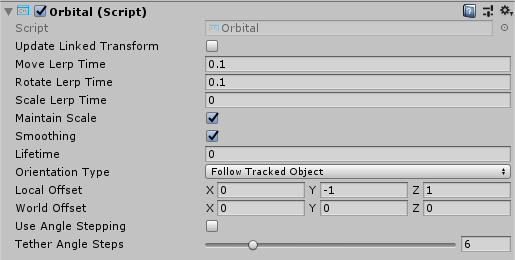 Orbital (Script)
Script Orbital
Update Linked Transform
Move Lerp Time 0.1
Rotate Lerp Time 0.1
Scale Lerp Time 0
Maintain Scale
Smoothing
Lifetime 0
Orientation Type Follow Tracked Object
Local Offset X 0 Y -1 Z 1
World Offset X 0 Y 0 Z 0
Use Angle Stepping
Tether Angle Steps 6